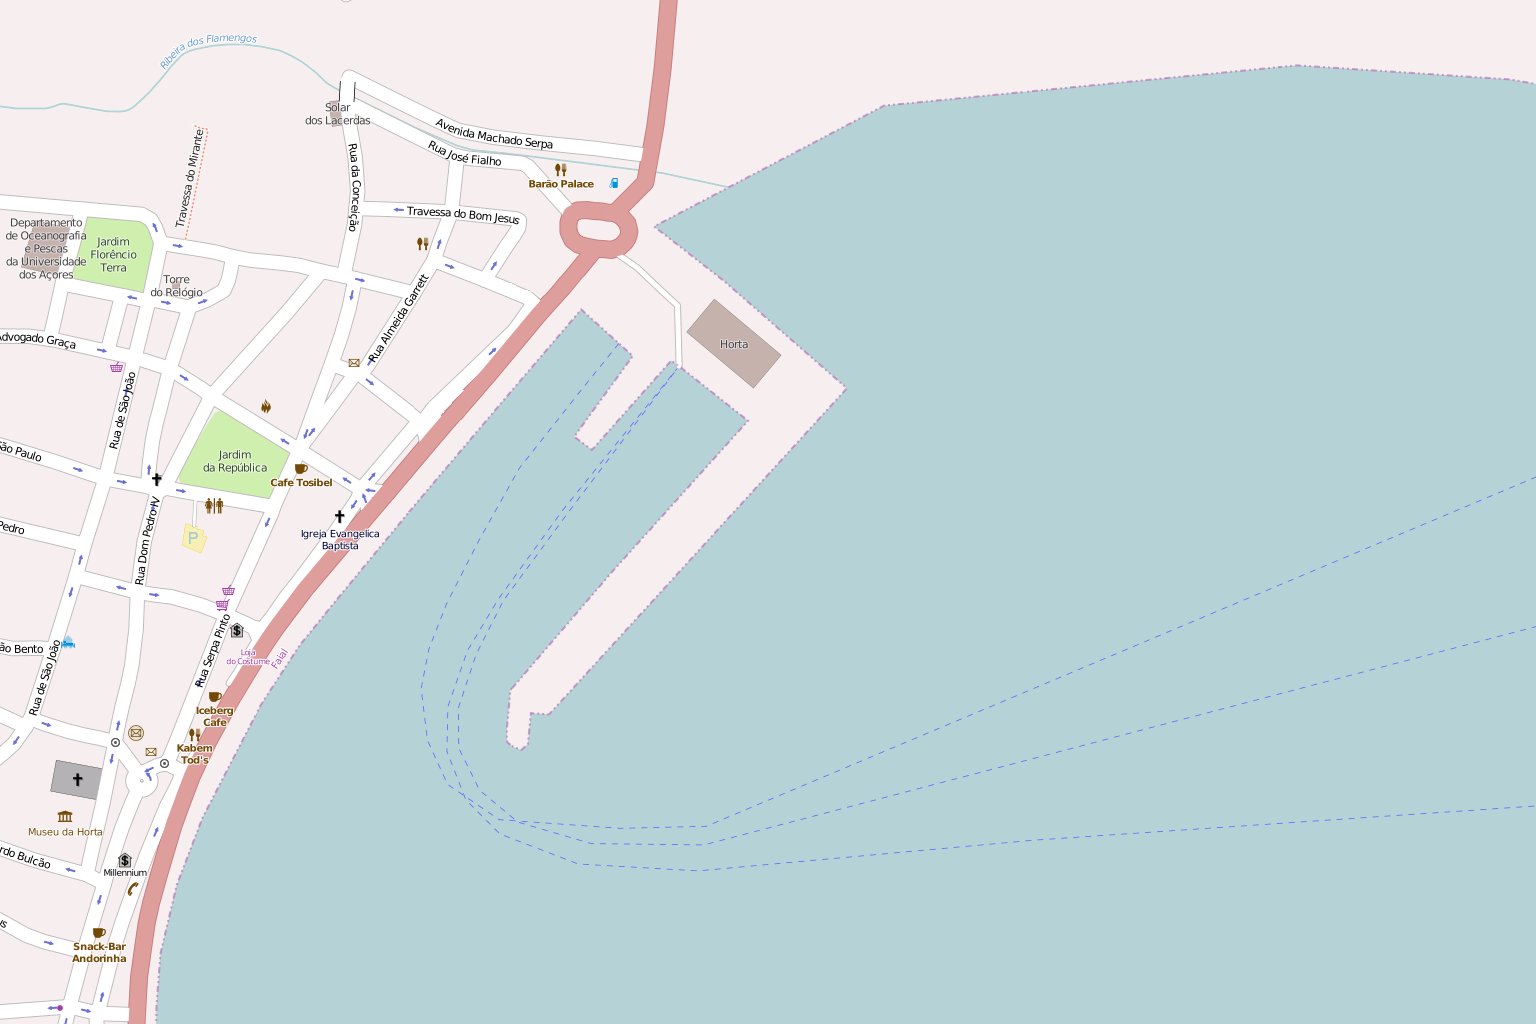 Ribeira dos Flamengos
Solar
dos Lacerdas
Avenida Machado Serpa
Rua José Fialho
Rua da Conceição
Travessa do Mirante
Barão Palace
Travessa do Bom Jesus
Departamento
de Oceanografia
e Pescas
da Universidade
dos Açores
Jardim
Florêncio
Terra
Torre
do Relógio
Rua Almeida Garrett
Advogado Graça
Horta
Rua de São João
São Paulo
Jardim
da República
Cafe Tosibel
Igreja Evangelica
Baptista
Pedro
Rua Dom Pedro IV
P
São Bento
Rua de São João
Rua Serpa Pinto
Loja
do Costume
Faial
Iceberg
Cafe
Kabem
Tod's
Museu da Horta
rdo Bulcão
Millennium
us
Snack-Bar
Andorinha